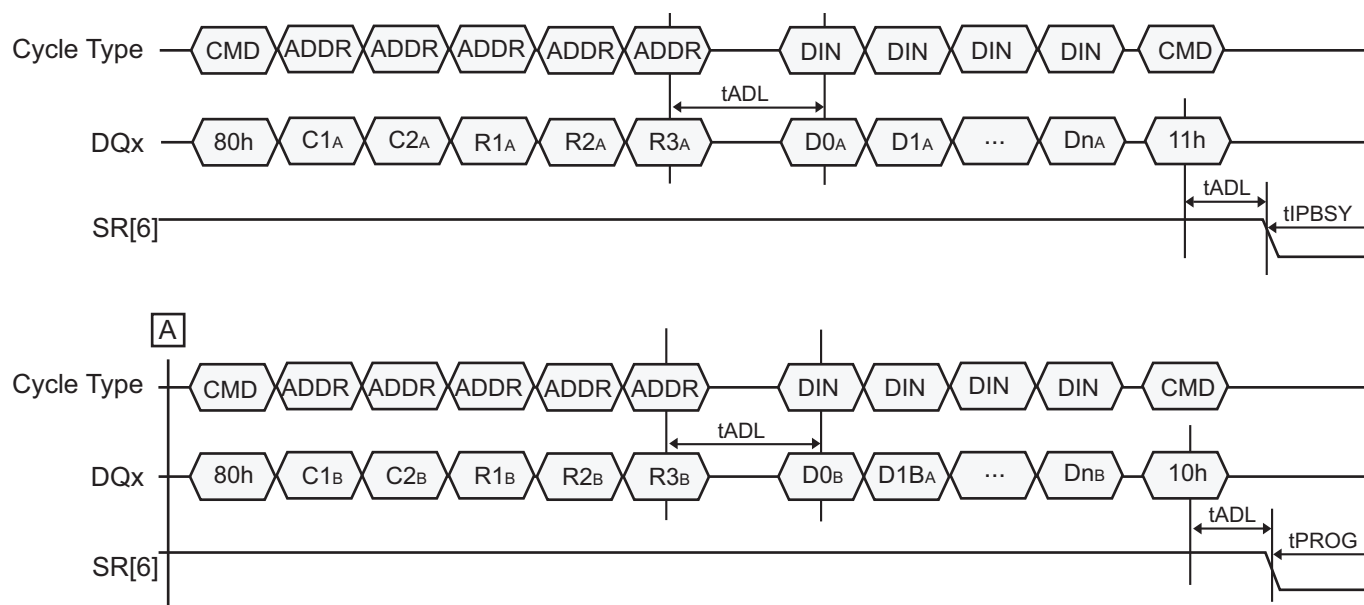 Cycle Type CMD ADDR ADDR ADDR ADDR ADDR DIN DIN DIN DIN CMD
tADL
DQx 80h C1A C2A R1A R2A R3A D0A D1A ... DnA 11h
tADL
tIPBSY
SR[6]
A
Cycle Type CMD ADDR ADDR ADDR ADDR ADDR DIN DIN DIN DIN CMD
tADL
DQx 80h C1B C2B R1B R2B R3B D0B D1BA ... DnB 10h
tADL
tPROG
SR[6]